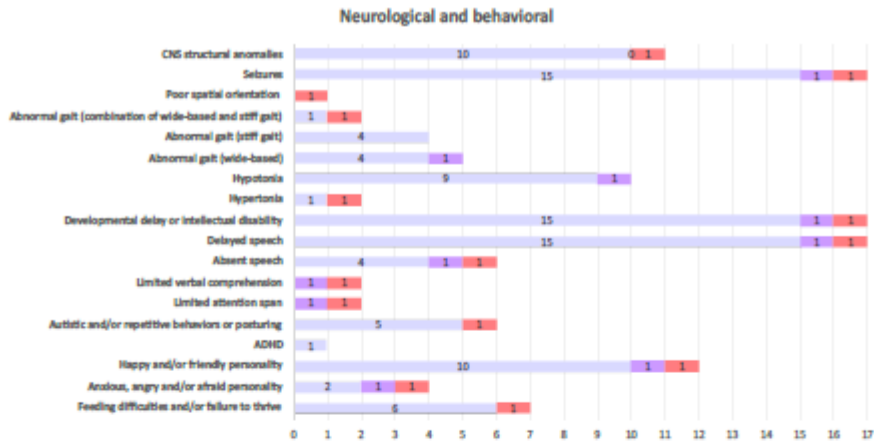 Neurological and behavioral
CNS structural anomalies 10 0 1
Seizures 15 1 1
Poor spatial orientation 1
Abnormal gait (combination of wide-based and stiff gait) 1 1
Abnormal gait (stiff gait) 4
Abnormal gait (wide-based) 4 1
Hypotonia 9 1
Hypertonia 1 1
Developmental delay or intellectual disability 15 1 1
Delayed speech 15 1 1
Absent speech 4 1 1
Limited verbal comprehension 1 1
Limited attention span 1 1
Autistic and/or repetitive behaviors or posturing 5 1
ADHD 1
Happy and/or friendly personality 10 1 1
Anxious, angry and/or afraid personality 2 1 1
Feeding difficulties and/or failure to thrive 6 1
0 1 2 3 4 5 6 7 8 9 10 11 12 13 14 15 16 17